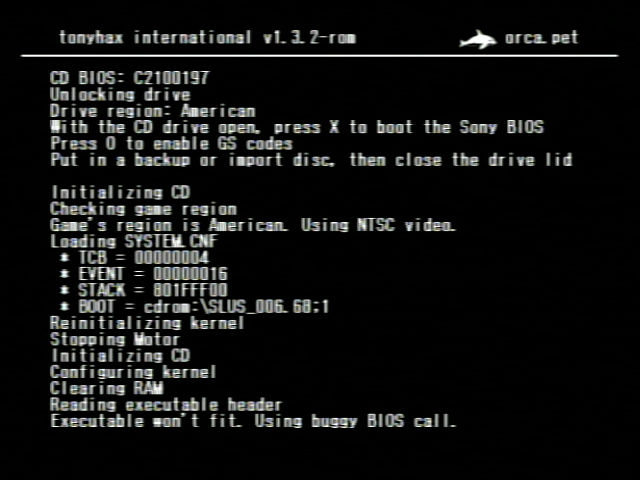 tonyhax international v1.3.2-rom
orca.pet
CD BIOS: C2100197
Unlocking drive
Drive region: American
With the CD drive open, press X to boot the Sony BIOS
Press O to enable GS codes
Put in a backup or import disc, then close the drive lid
Initializing CD
Checking game region
Game's region is American. Using NTSC video.
Loading SYSTEM.CNF
* TCB = 00000004
* EVENT = 00000016
* STACK = 801FFF00
* BOOT = cdrom:\SLUS_006.68;1
Reinitializing kernel
Stopping Motor
Initializing CD
Configuring kernel
Clearing RAM
Reading executable header
Executable won't fit. Using buggy BIOS call.